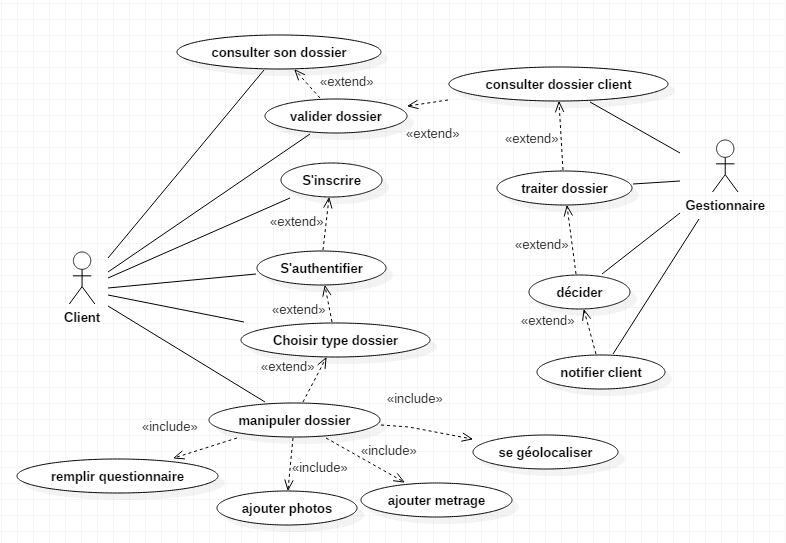 consulter son dossier
«extend»
consulter dossier client
valider dossier
«extend»
«extend»
S'inscrire
traiter dossier
Gestionnaire
«extend»
«extend»
S'authentifier
décider
Client
«extend»
«extend»
Choisir type dossier
«extend»
notifier client
«include»
manipuler dossier
«include»
«include»
se géolocaliser
«include»
remplir questionnaire
ajouter photos
ajouter metrage